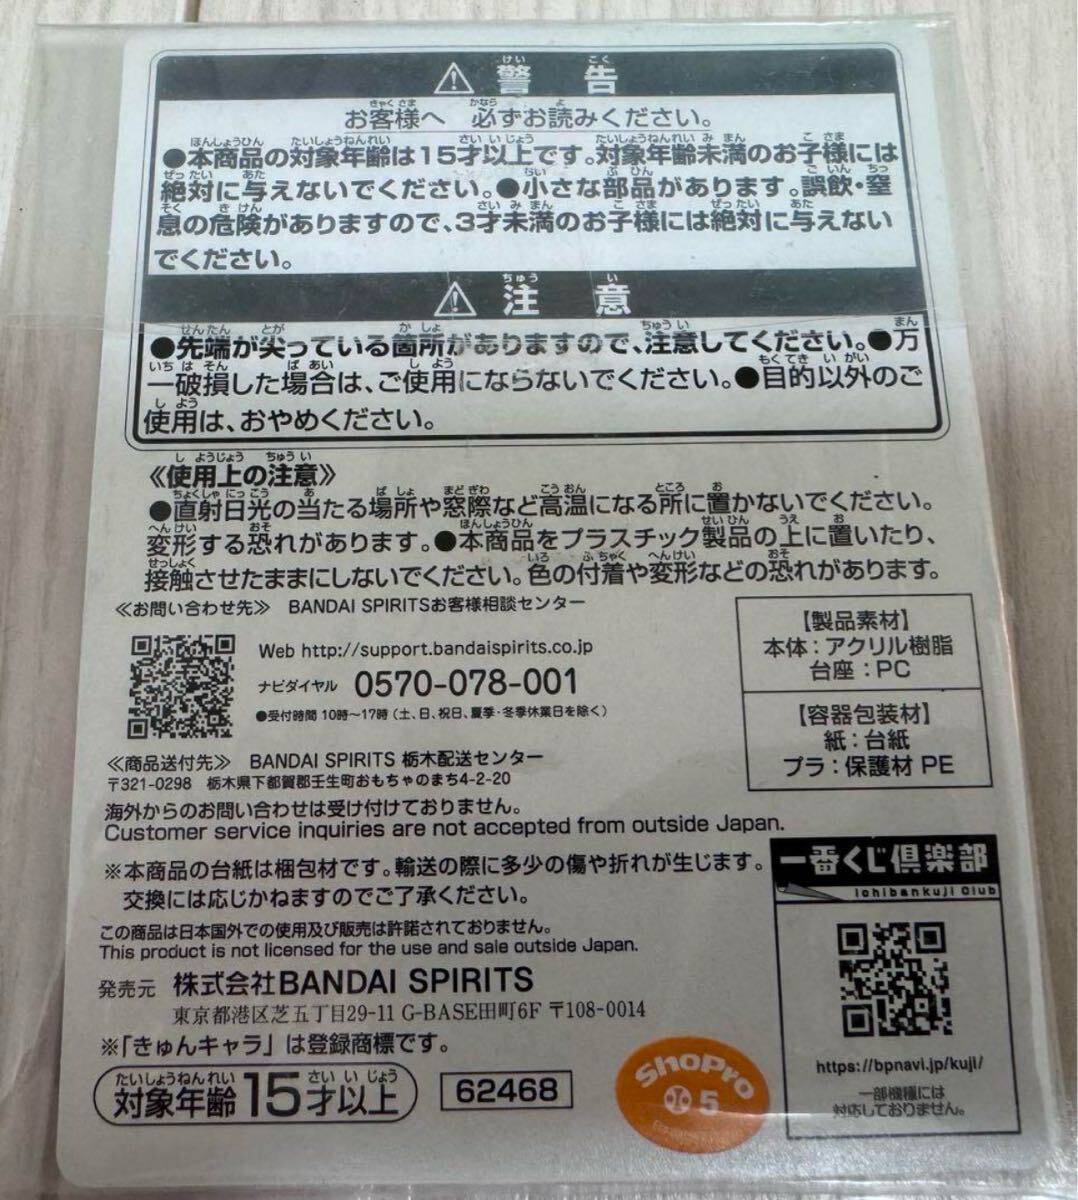 ⚠警告
お客様へ 必ずお読みください。
●本商品の対象年齢は15才以上です。対象年齢未満のお子様には
絶対に与えないでください。●小さな部品があります。誤飲・窒
息の危険がありますので、3才未満のお子様には絶対に与えない
でください。
⚠注意
●先端が尖っている箇所がありますので、注意してください。●万
一破損した場合は、ご使用にならないでください。●目的以外のご
使用は、おやめください。
《使用上の注意》
●直射日光の当たる場所や窓際など高温になる所に置かないでください。
変形する恐れがあります。●本商品をプラスチック製品の上に置いたり、
接触させたままにしないでください。色の付着や変形などの恐れがあります。
≪お問い合わせ先≫ BANDAI SPIRITSお客様相談センター
Web http://support.bandaispirits.co.jp
ナビダイヤル 0570-078-001
●受付時間 10時〜17時(土、日、祝日、夏季・冬季休業日を除く)
【製品素材】
本体:アクリル樹脂
台座:PC
【容器包装材】
紙:台紙
プラ:保護材 PE
≪商品送付先≫ BANDAI SPIRITS 栃木配送センター
〒321-0298 栃木県下都賀郡壬生町おもちゃのまち4-2-20
海外からのお問い合わせは受け付けておりません。
Customer service inquiries are not accepted from outside Japan.
※本商品の台紙は梱包材です。輸送の際に多少の傷や折れが生じます。
交換には応じかねますのでご了承ください。
この商品は日本国外での使用及び販売は許諾されておりません。
This product is not licensed for the use and sale outside Japan.
発売元 株式会社BANDAI SPIRITS
東京都港区芝五丁目29-11 G-BASE田町6F 〒108-0014
※「きゅんキャラ」は登録商標です。
対象年齢15才以上
62468
ShoPro
5
一番くじ倶楽部
Ichibankuji Club
https://bpnavi.jp/kuji/
一部機種には
対応しておりません。